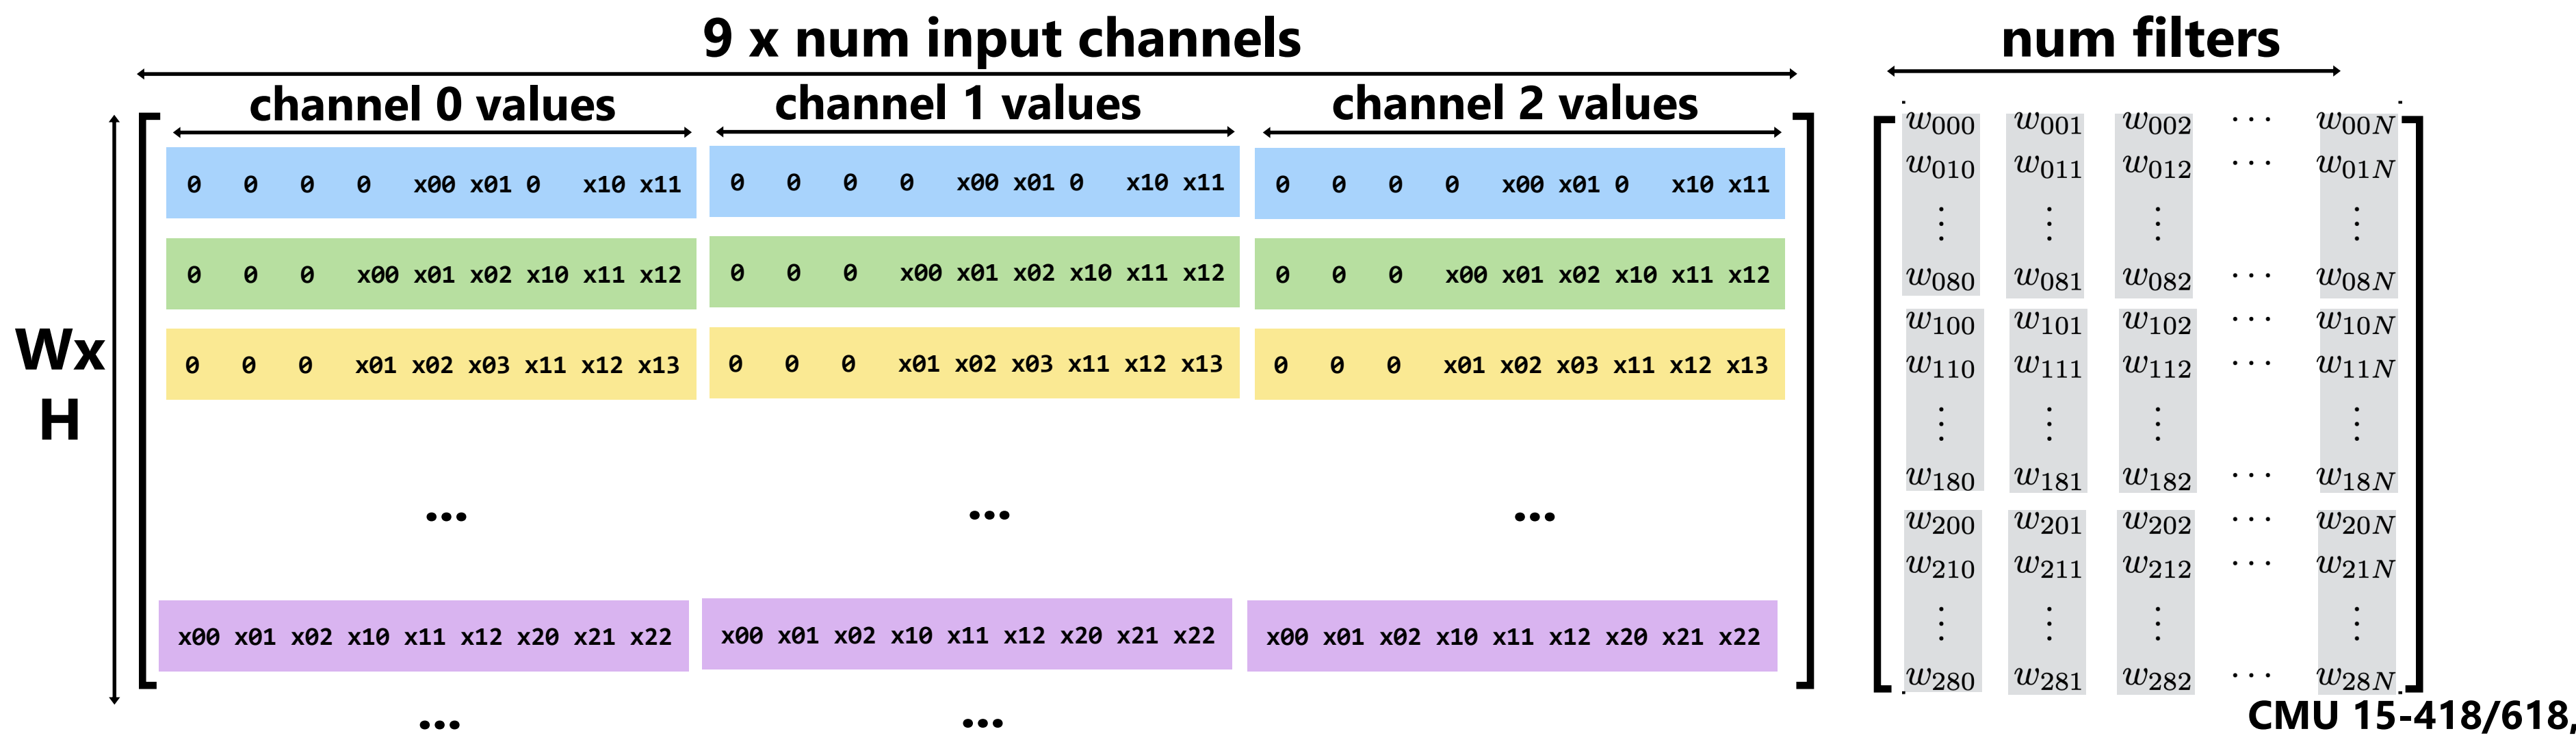 9 x num input channels num filters
channel 0 values channel 1 values channel 2 values
0 0 0 0 x00 x01 0 x10 x11 0 0 0 0 x00 x01 0 x10 x11 0 0 0 0 x00 x01 0 x10 x11
0 0 0 x00 x01 x02 x10 x11 x12 0 0 0 x00 x01 x02 x10 x11 x12 0 0 0 x00 x01 x02 x10 x11 x12
0 0 0 x01 x02 x03 x11 x12 x13 0 0 0 x01 x02 x03 x11 x12 x13 0 0 0 x01 x02 x03 x11 x12 x13
Wx
H
... ... ...
x00 x01 x02 x10 x11 x12 x20 x21 x22 x00 x01 x02 x10 x11 x12 x20 x21 x22 x00 x01 x02 x10 x11 x12 x20 x21 x22
... ...
w000 w001 w002 ⋯ w00N
w010 w011 w012 ⋯ w01N
⋮ ⋮ ⋮ ⋮
w080 w081 w082 ⋯ w08N
w100 w101 w102 ⋯ w10N
w110 w111 w112 ⋯ w11N
⋮ ⋮ ⋮ ⋮
w180 w181 w182 ⋯ w18N
w200 w201 w202 ⋯ w20N
w210 w211 w212 ⋯ w21N
⋮ ⋮ ⋮ ⋮
w280 w281 w282 ⋯ w28N
CMU 15-418/618,